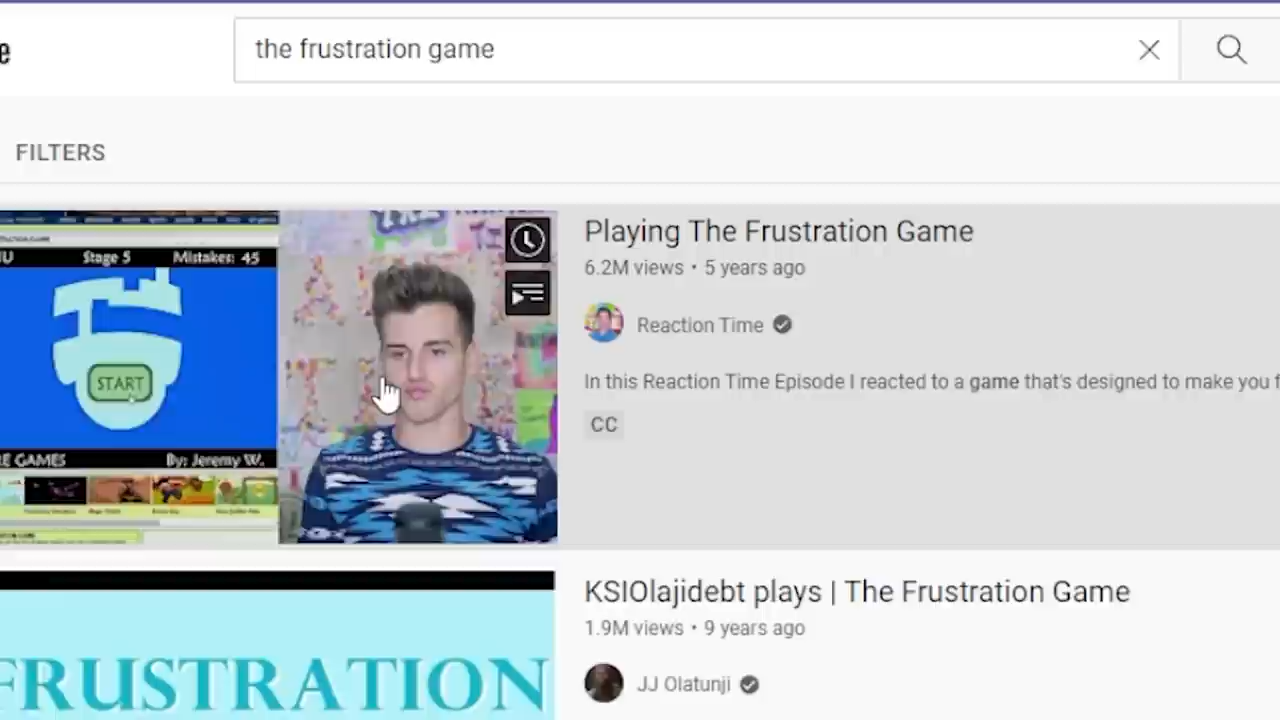 e
the frustration game
FILTERS
Stage 5
Mistakes: 45
START
E GAMES
By: Jeremy W.
Playing The Frustration Game
6.2M views • 5 years ago
Reaction Time
In this Reaction Time Episode I reacted to a game that's designed to make you f
CC
FRUSTRATION
KSIOlajidebt plays | The Frustration Game
1.9M views • 9 years ago
JJ Olatunji